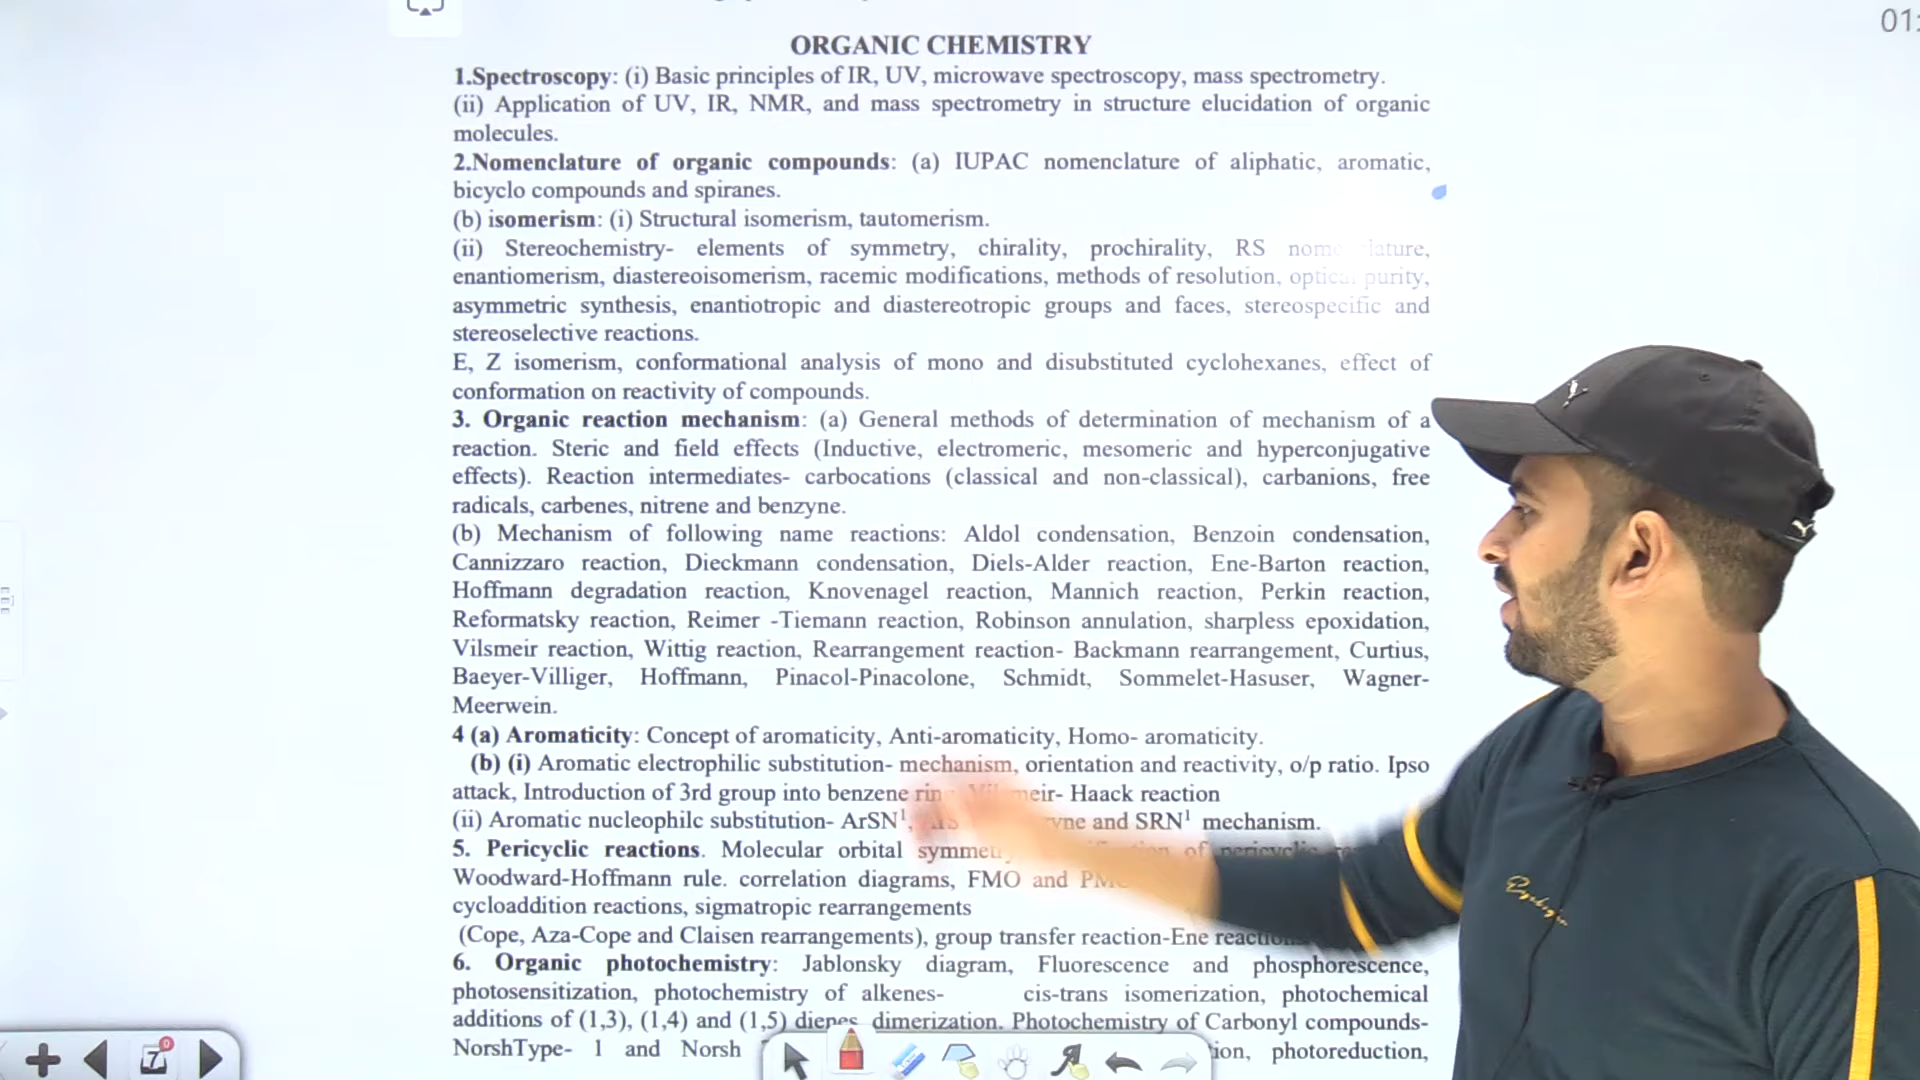 01:
ORGANIC CHEMISTRY
1.Spectroscopy: (i) Basic principles of IR, UV, microwave spectroscopy, mass spectrometry.
(ii) Application of UV, IR, NMR, and mass spectrometry in structure elucidation of organic
molecules.
2.Nomenclature of organic compounds: (a) IUPAC nomenclature of aliphatic, aromatic,
bicyclo compounds and spiranes.
(b) isomerism: (i) Structural isomerism, tautomerism.
(ii) Stereochemistry- elements of symmetry, chirality, prochirality, RS
enantiomerism, diastereoisomerism, racemic modifications, methods of resolution, optical purity,
asymmetric synthesis, enantiotropic and diastereotropic groups and faces, stereospecific and
stereoselective reactions.
E, Z isomerism, conformational analysis of mono and disubstituted cyclohexanes, effect of
conformation on reactivity of compounds.
3. Organic reaction mechanism: (a) General methods of determination of mechanism of a
reaction. Steric and field effects (Inductive, electromeric, mesomeric and hyperconjugative
effects). Reaction intermediates- carbocations (classical and non-classical), carbanions, free
radicals, carbenes, nitrene and benzyne.
(b) Mechanism of following name reactions: Aldol condensation, Benzoin condensation,
Cannizzaro reaction, Dieckmann condensation, Diels-Alder reaction, Ene-Barton reaction,
Hoffmann degradation reaction, Knovenagel reaction, Mannich reaction, Perkin reaction,
Reformatsky reaction, Reimer -Tiemann reaction, Robinson annulation, sharpless epoxidation,
Vilsmeir reaction, Wittig reaction, Rearrangement reaction- Backmann rearrangement, Curtius,
Baeyer-Villiger, Hoffmann, Pinacol-Pinacolone, Schmidt, Sommelet-Hasuser, Wagner-
Meerwein.
4 (a) Aromaticity: Concept of aromaticity, Anti-aromaticity, Homo- aromaticity.
(b) (i) Aromatic electrophilic substitution- mechanism, orientation and reactivity, o/p ratio. Ipso
attack, Introduction of 3rd group into benzene Haack reaction
(ii) Aromatic nucleophilc substitution- ArSN¹, and SRN¹ mechanism.
5. Pericyclic reactions. Molecular orbital of pericyclic
Woodward-Hoffmann rule. correlation diagrams, FMO and
cycloaddition reactions, sigmatropic rearrangements
(Cope, Aza-Cope and Claisen rearrangements), group transfer reaction-Ene
6. Organic photochemistry: Jablonsky diagram, Fluorescence and phosphorescence,
photosensitization, photochemistry of alkenes- cis-trans isomerization, photochemical
additions of (1,3), (1,4) and (1,5) dienes dimerization. Photochemistry of Carbonyl compounds-
NorshType- 1 and Norsh photoreduction,
7
0